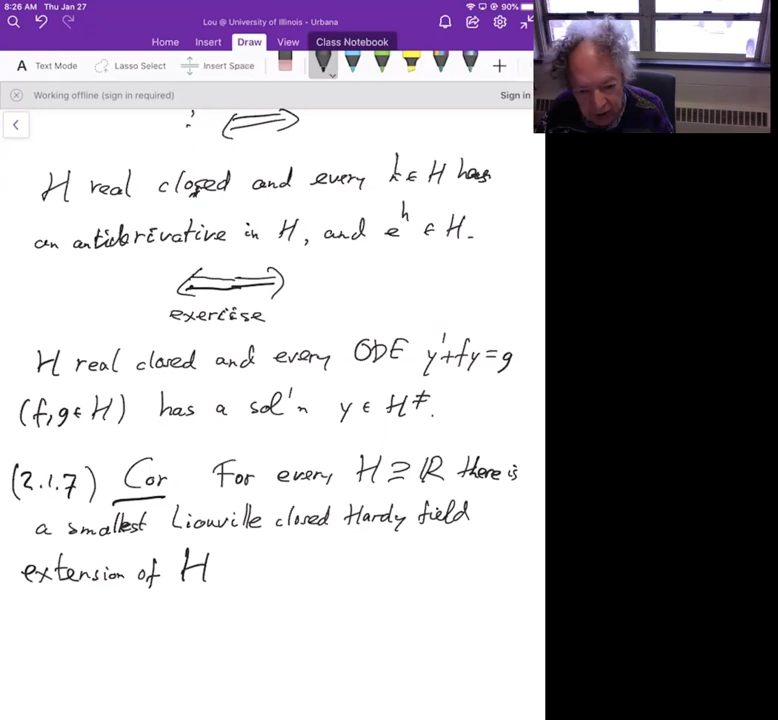 8:26 AM Thu Jan 27
90%
Lou @ University of Illinois - Urbana
Home Insert Draw View Class Notebook
A Text Mode Lasso Select Insert Space
Working offline (sign in required) Sign in
? ⟺
H real closed and every h ∈ H has
an antiderivative in H, and e^h ∈ H.
⟺
exercise
H real closed and every ODE y'+fy=g
(f,g ∈ H) has a sol'n y ∈ H^≠.
(2.1.7) Cor For every H ⊇ ℝ there is
a smallest Liouville closed Hardy field
extension of H